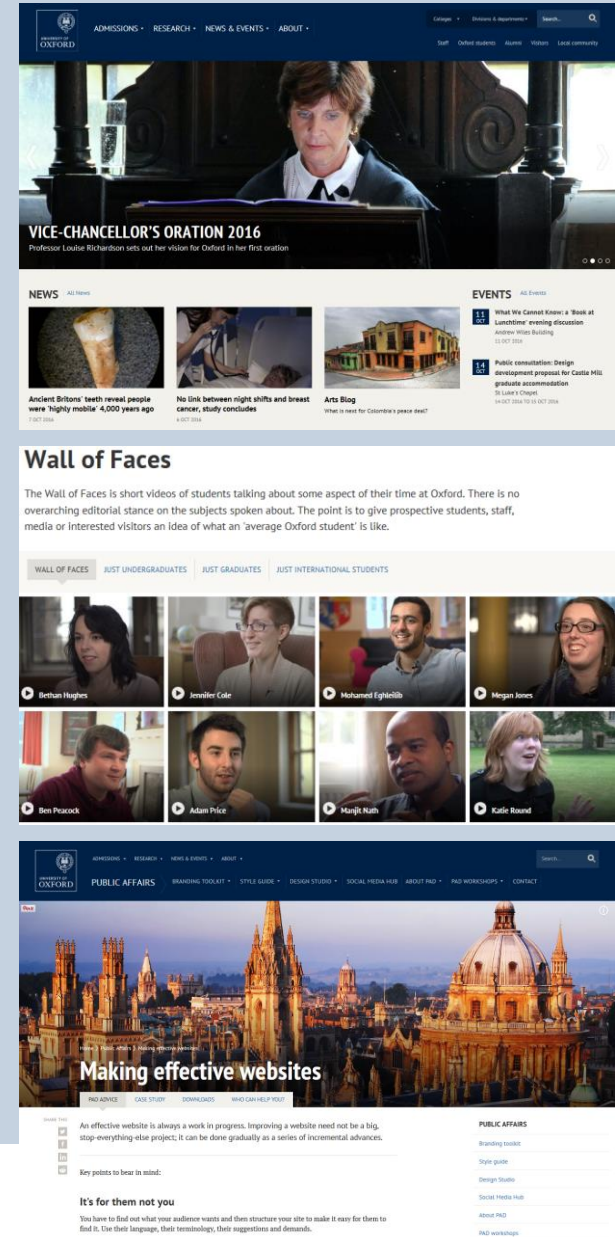 UNIVERSITY OF
OXFORD
ADMISSIONS RESEARCH NEWS & EVENTS ABOUT
Colleges Divisions & departments Search...
Staff Oxford students Alumni Visitors Local community
VICE-CHANCELLOR'S ORATION 2016
Professor Louise Richardson sets out her vision for Oxford in her first oration
NEWS All News
Ancient Britons' teeth reveal people
were 'highly mobile' 4,000 years ago
7 OCT 2016
No link between night shifts and breast
cancer, study concludes
6 OCT 2016
Arts Blog
What is next for Colombia's peace deal?
EVENTS All Events
11
OCT
What We Cannot Know: a 'Book at
Lunchtime' evening discussion
Andrew Wiles Building
11 OCT 2016
14
OCT
Public consultation: Design
development proposal for Castle Mill
graduate accommodation
St Luke's Chapel
14 OCT 2016 TO 15 OCT 2016
Wall of Faces
The Wall of Faces is short videos of students talking about some aspect of their time at Oxford. There is no
overarching editorial stance on the subjects spoken about. The point is to give prospective students, staff,
media or interested visitors an idea of what an 'average Oxford student' is like.
WALL OF FACES JUST UNDERGRADUATES JUST GRADUATES JUST INTERNATIONAL STUDENTS
Bethan Hughes
Jennifer Cole
Mohamed Eghleilib
Megan Jones
Ben Peacock
Adam Price
Manjit Nath
Katie Round
UNIVERSITY OF
OXFORD
ADMISSIONS RESEARCH NEWS & EVENTS ABOUT
Search...
PUBLIC AFFAIRS BRANDING TOOLKIT STYLE GUIDE DESIGN STUDIO SOCIAL MEDIA HUB ABOUT PAD PAD WORKSHOPS CONTACT
Pin it
Home Public Affairs Making effective websites
Making effective websites
PAD ADVICE CASE STUDY DOWNLOADS WHO CAN HELP YOU?
SHARE THIS
An effective website is always a work in progress. Improving a website need not be a big,
stop-everything-else project; it can be done gradually as a series of incremental advances.
Key points to bear in mind:
It's for them not you
You have to find out what your audience wants and then structure your site to make it easy for them to
find it. Use their language, their terminology, their suggestions and demands.
PUBLIC AFFAIRS
Branding toolkit
Style guide
Design Studio
Social Media Hub
About PAD
PAD workshops